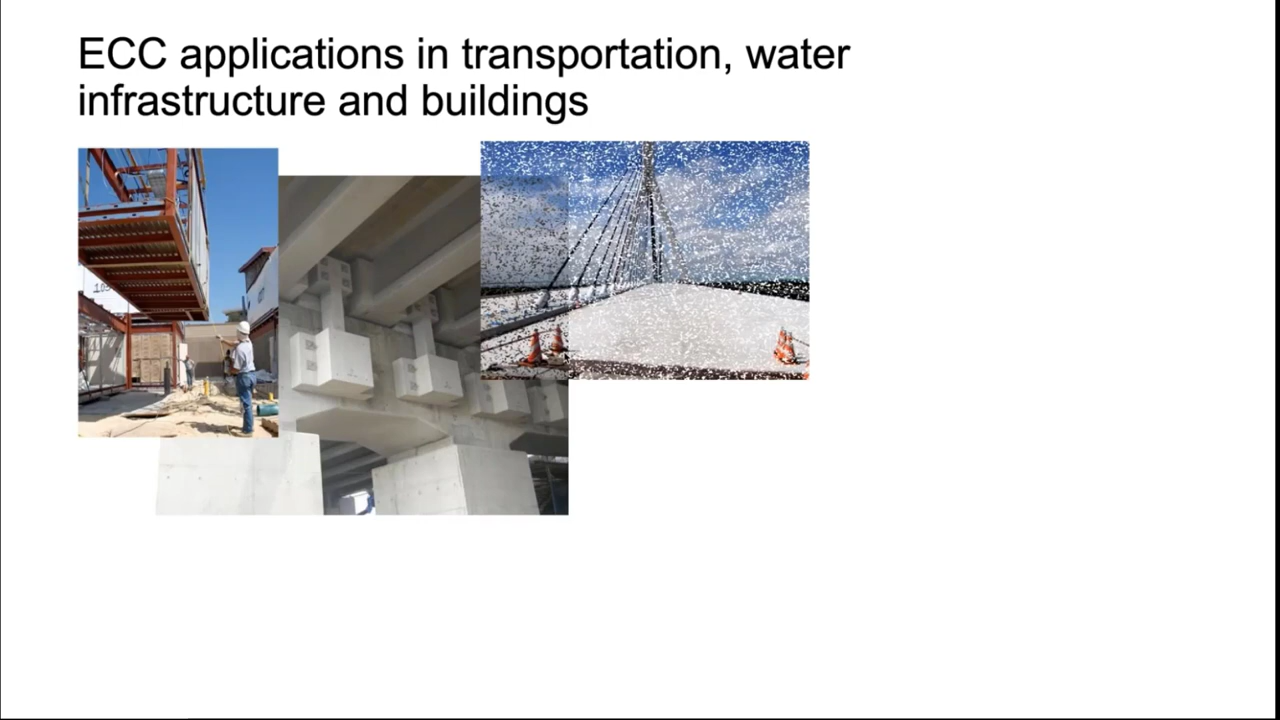 ECC applications in transportation, water
infrastructure and buildings